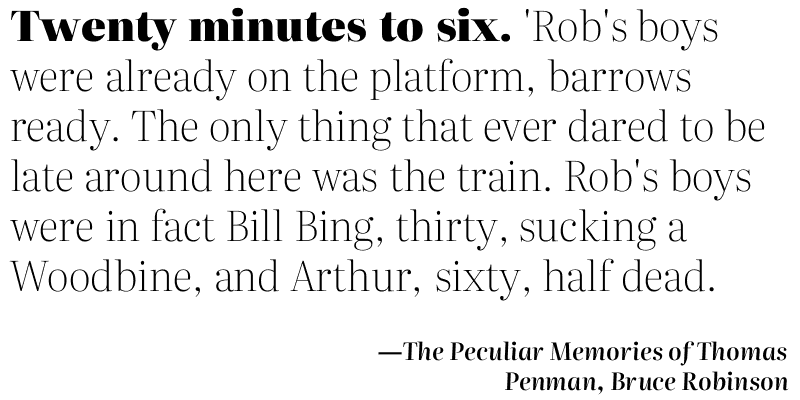 Twenty minutes to six. 'Rob's boys
were already on the platform, barrows
ready. The only thing that ever dared to be
late around here was the train. Rob's boys
were in fact Bill Bing, thirty, sucking a
Woodbine, and Arthur, sixty, half dead.
—The Peculiar Memories of Thomas
Penman, Bruce Robinson